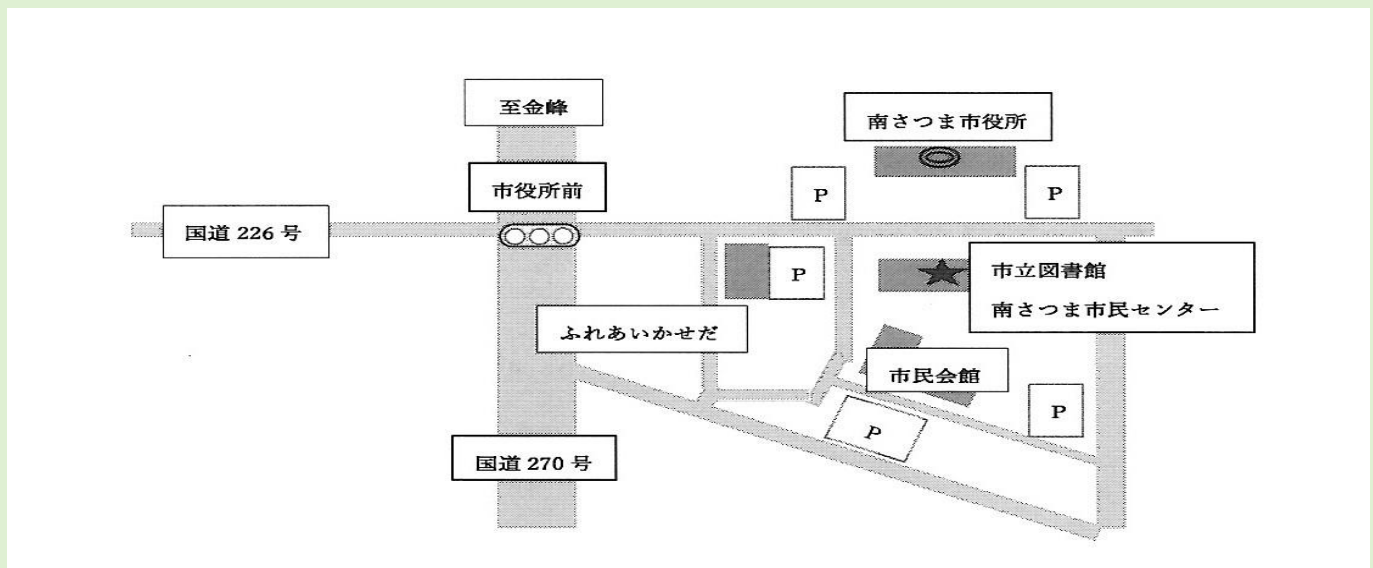 至金峰
南さつま市役所
市役所前
P
P
国道 226 号
P
市立図書館
南さつま市民センター
ふれあいかせだ
市民会館
P
P
国道 270 号